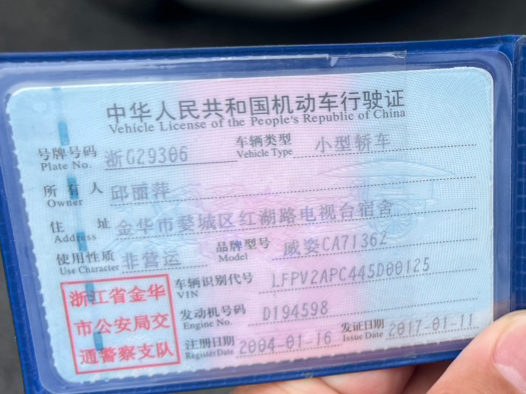 中华人民共和国机动车行驶证
Vehicle License of the People's Republic of China
号牌号码 Plate No. 浙G29306 车辆类型 Vehicle Type 小型轿车
所有人 Owner 邱丽萍
住址 Address 金华市婺城区红湖路电视台宿舍
使用性质 Use Character 非营运 品牌型号 Model 威姿CA71362
车辆识别代号 VIN LFPV2APC445D00125
发动机号码 Engine No. D194598
注册日期 Register Date 2004-01-16 发证日期 Issue Date 2017-01-11
浙江省金华
市公安局交
通警察支队